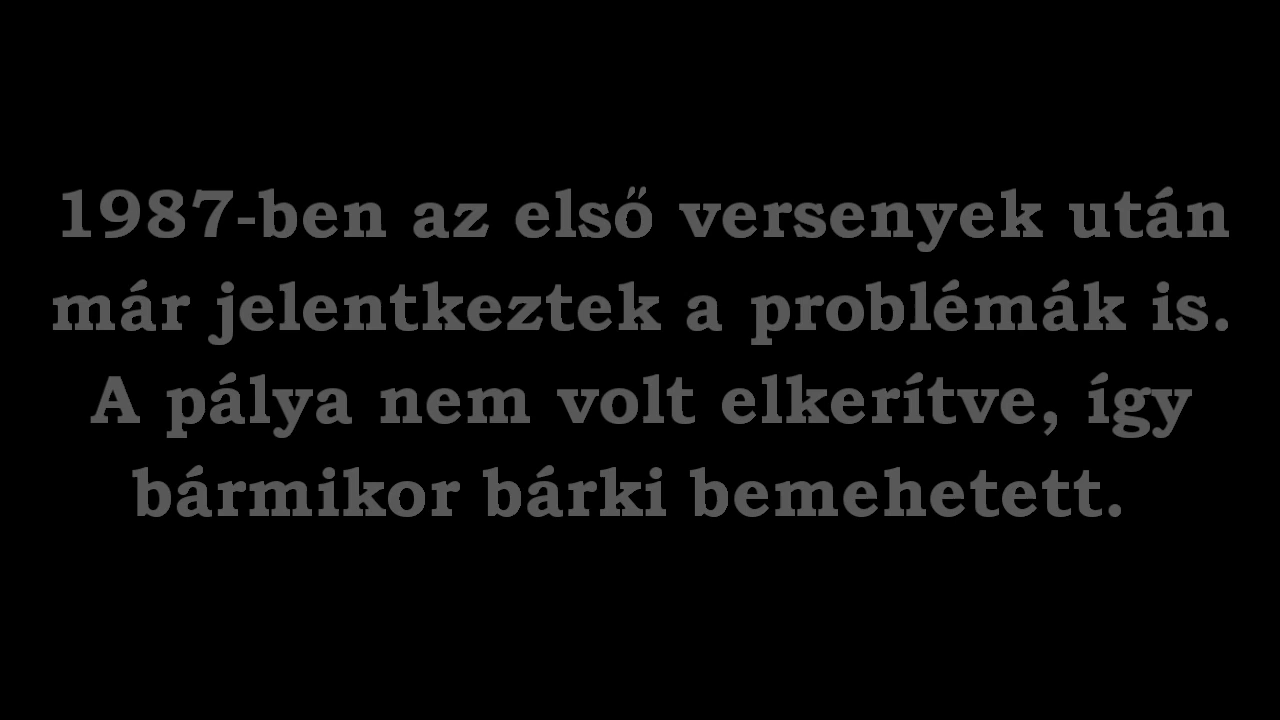 1987-ben az első versenyek után
már jelentkeztek a problémák is.
A pálya nem volt elkerítve, így
bármikor bárki bemehetett.